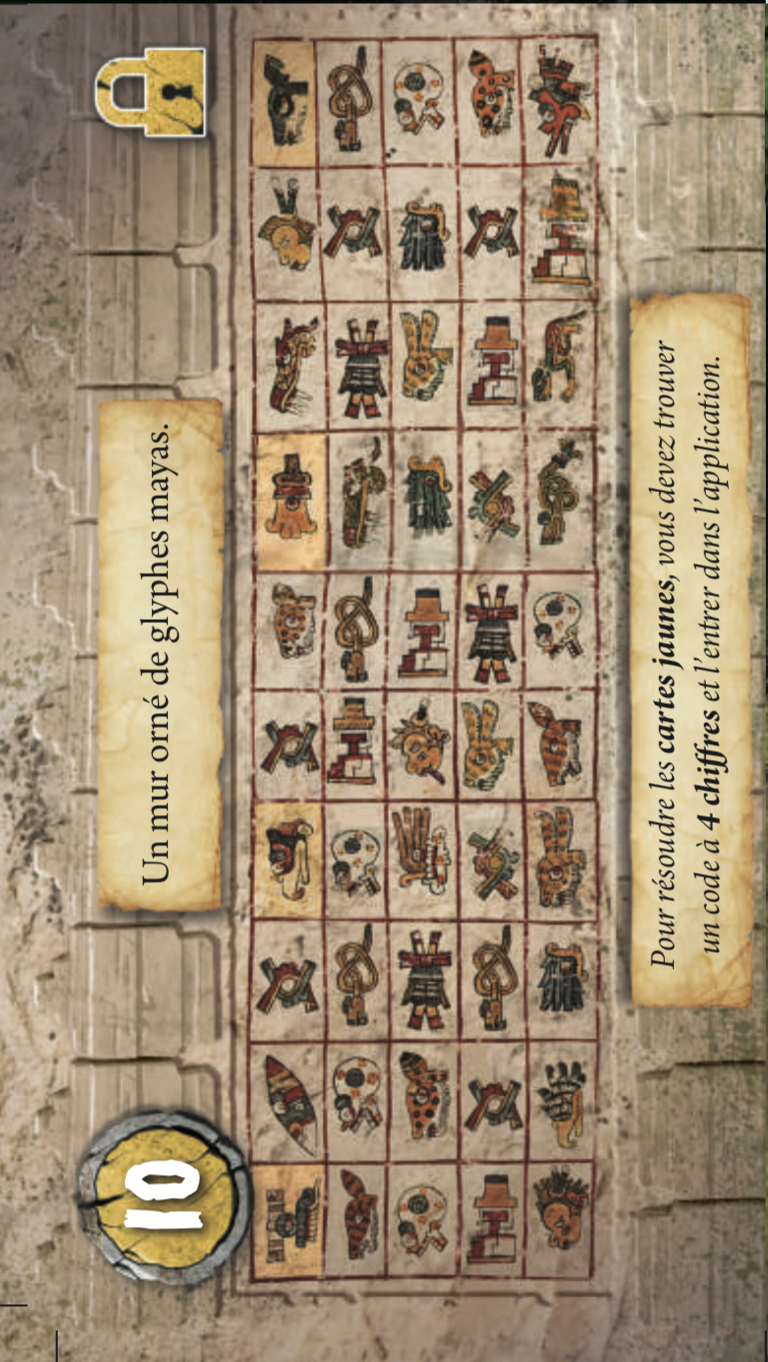 10
Un mur orné de glyphes mayas.
Pour résoudre les cartes jaunes, vous devez trouver
un code à 4 chiffres et l'entrer dans l'application.